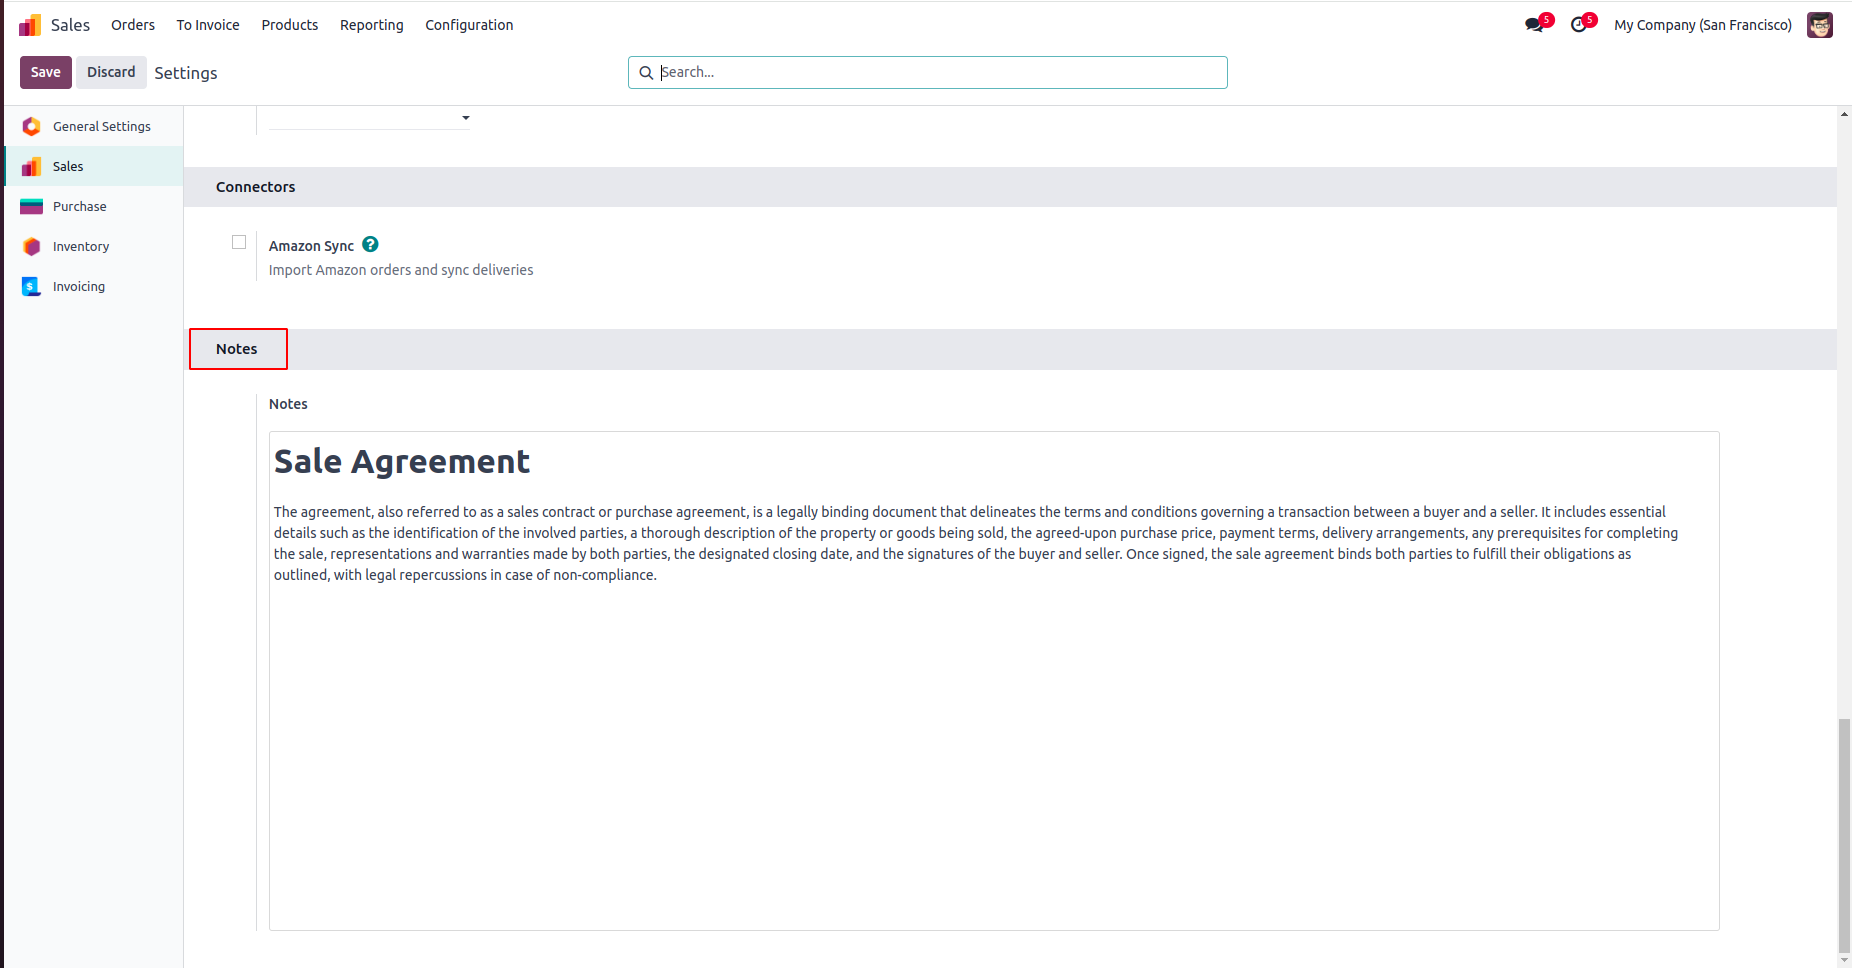 Sales Orders To Invoice Products Reporting Configuration 5 5 My Company (San Francisco)
Save Discard Settings Search...
General Settings
Sales
Purchase
Inventory
Invoicing
Connectors
Amazon Sync ?
Import Amazon orders and sync deliveries
Notes
Notes
Sale Agreement
The agreement, also referred to as a sales contract or purchase agreement, is a legally binding document that delineates the terms and conditions governing a transaction between a buyer and a seller. It includes essential
details such as the identification of the involved parties, a thorough description of the property or goods being sold, the agreed-upon purchase price, payment terms, delivery arrangements, any prerequisites for completing
the sale, representations and warranties made by both parties, the designated closing date, and the signatures of the buyer and seller. Once signed, the sale agreement binds both parties to fulfill their obligations as
outlined, with legal repercussions in case of non-compliance.